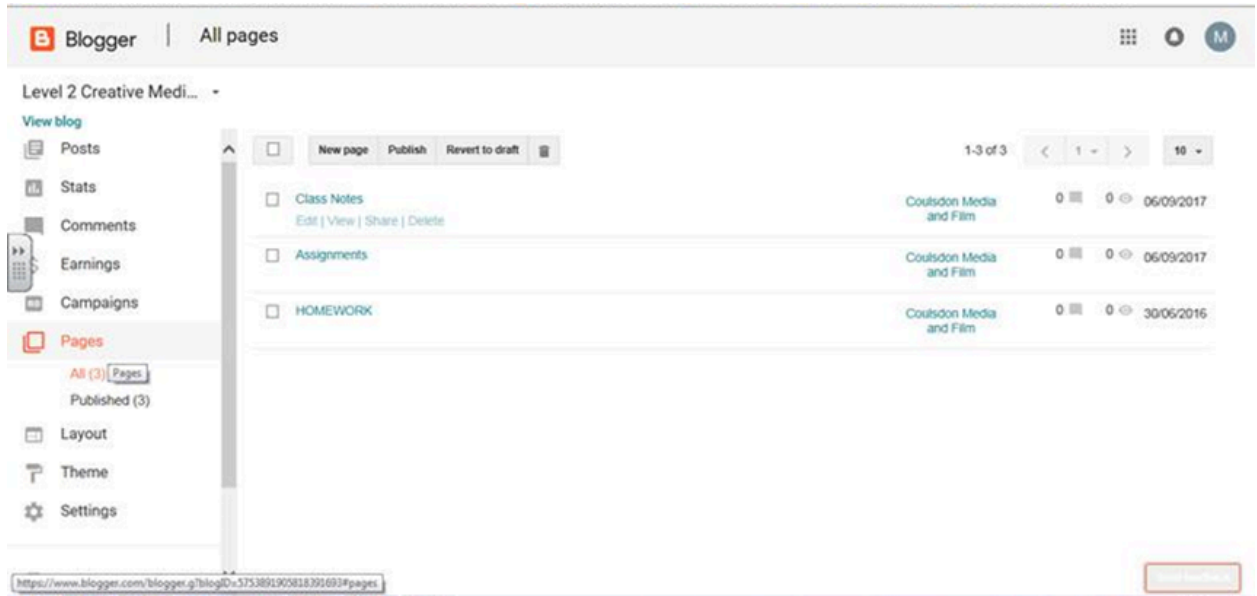 Blogger | All pages
M
Level 2 Creative Medi...
View blog
Posts
Stats
Comments
Earnings
Campaigns
Pages
All (3) Pages
Published (3)
Layout
Theme
Settings
New page Publish Revert to draft
1-3 of 3 < 1 > 10
Class Notes
Edit | View | Share | Delete
Coulsdon Media
and Film
0 0 06/09/2017
Assignments
Coulsdon Media
and Film
0 0 06/09/2017
HOMEWORK
Coulsdon Media
and Film
0 0 30/06/2016
https://www.blogger.com/blogger.g?blogID=5753891905818391693#pages